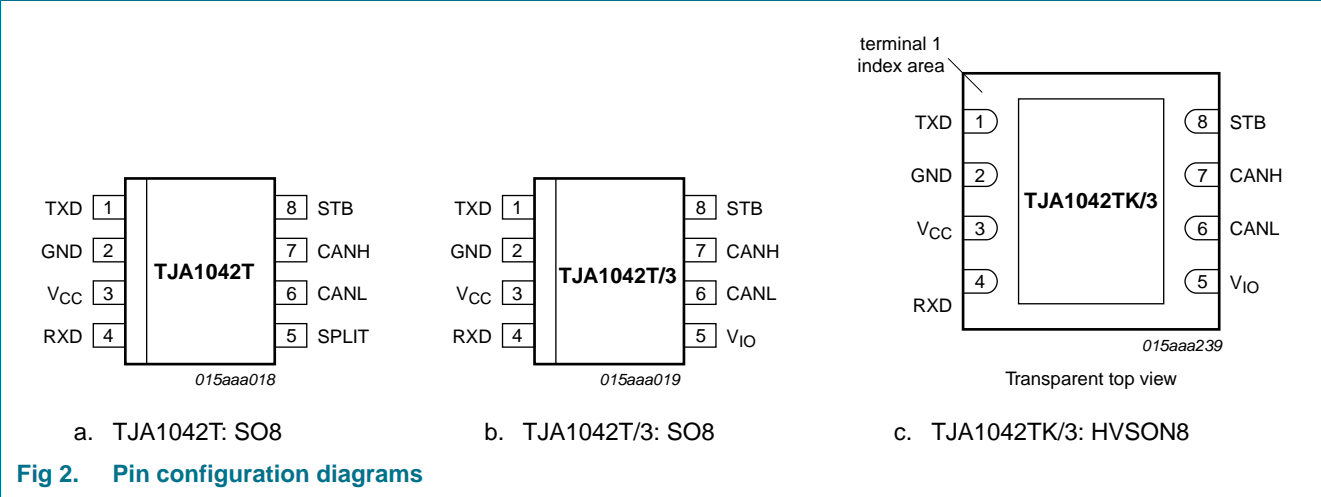 TXD 1
GND 2
VCC 3
RXD 4
TJA1042T
8 STB
7 CANH
6 CANL
5 SPLIT
015aaa018
a. TJA1042T: SO8
TXD 1
GND 2
VCC 3
RXD 4
TJA1042T/3
8 STB
7 CANH
6 CANL
5 VIO
015aaa019
b. TJA1042T/3: SO8
terminal 1
index area
TXD 1
GND 2
VCC 3
RXD 4
TJA1042TK/3
8 STB
7 CANH
6 CANL
5 VIO
015aaa239
Transparent top view
c. TJA1042TK/3: HVSON8
Fig 2. Pin configuration diagrams